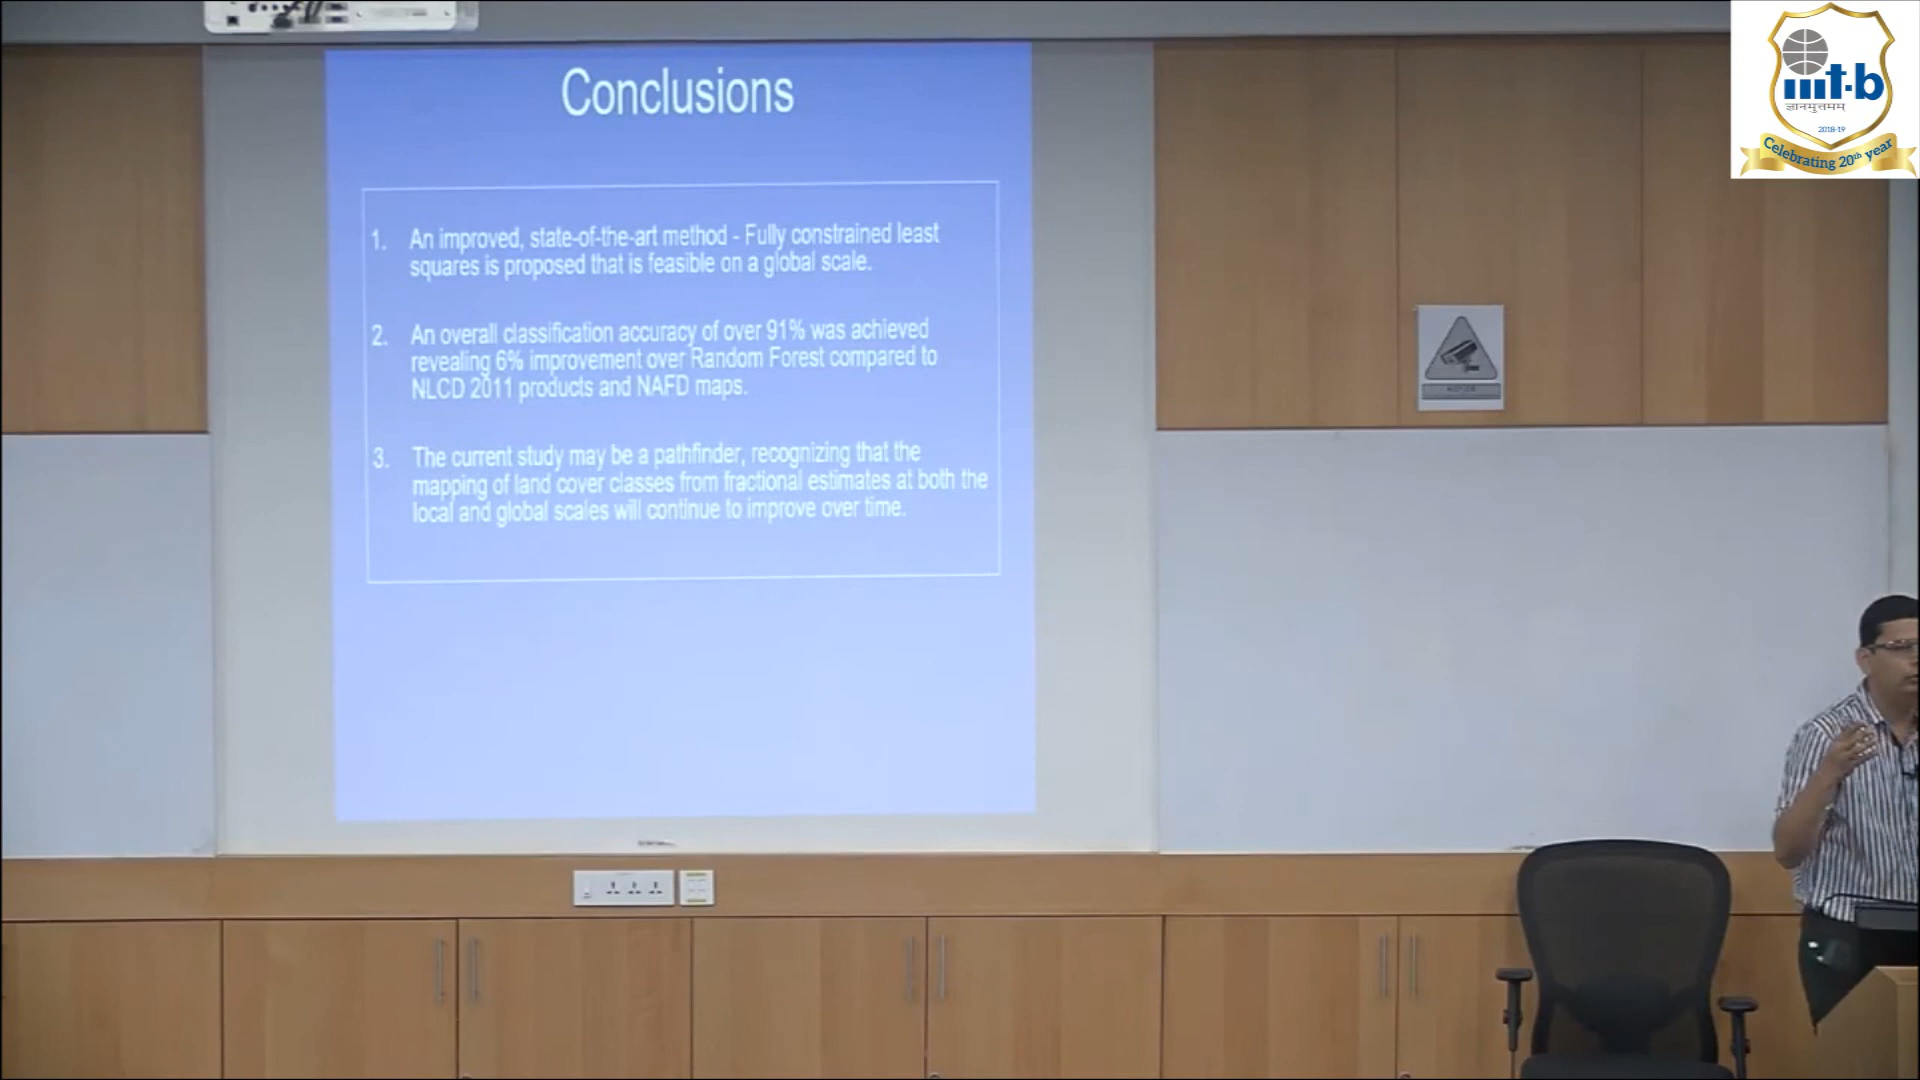 Conclusions
1. An improved, state-of-the-art method - Fully constrained least
squares is proposed that is feasible on a global scale.
2. An overall classification accuracy of over 91% was achieved
revealing 6% improvement over Random Forest compared to
NLCD 2011 products and NAFD maps.
3. The current study may be a pathfinder, recognizing that the
mapping of land cover classes from fractional estimates at both the
local and global scales will continue to improve over time.
iiit-b
ज्ञानमुत्तमम्
2018-19
Celebrating 20th year